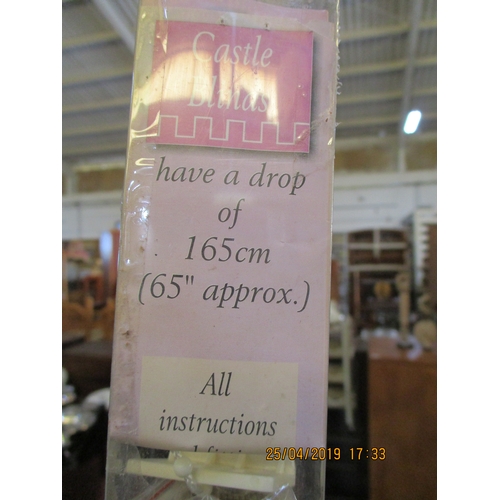 Castle
Blinds
have a drop
of
165cm
(65" approx.)
All
instructions
25/04/2019 17:33